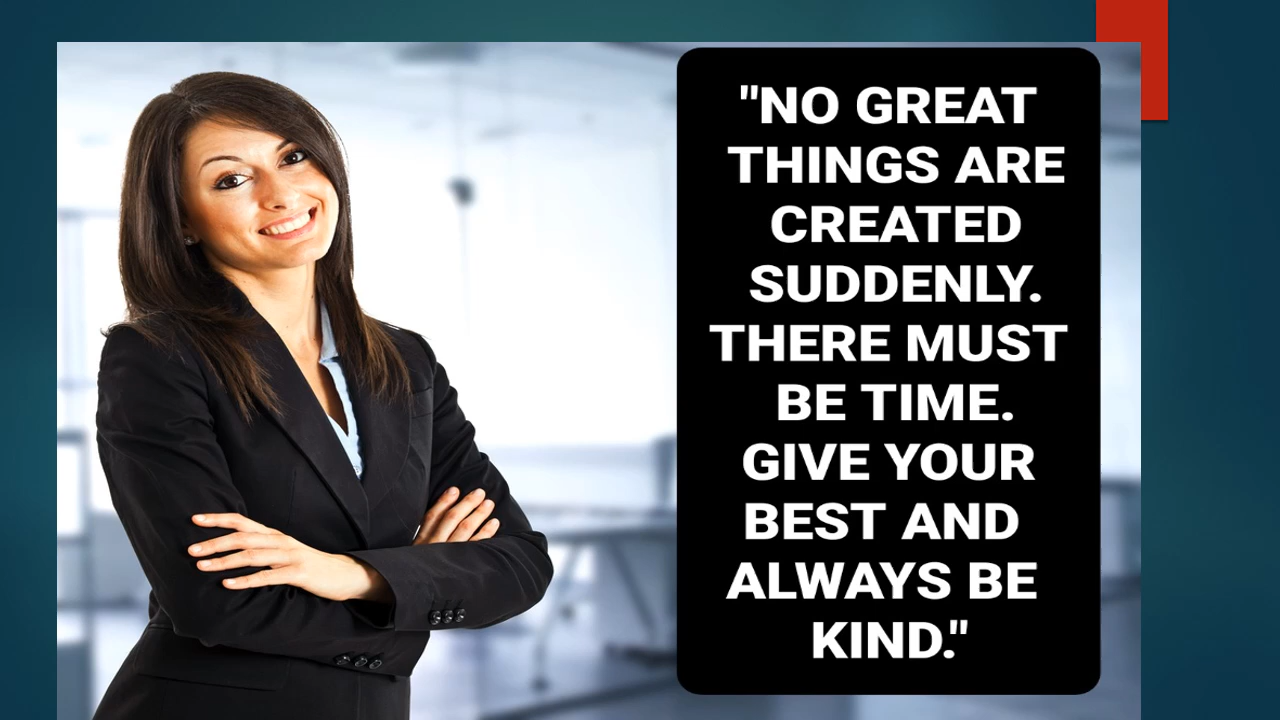 "NO GREAT
THINGS ARE
CREATED
SUDDENLY.
THERE MUST
BE TIME.
GIVE YOUR
BEST AND
ALWAYS BE
KIND."